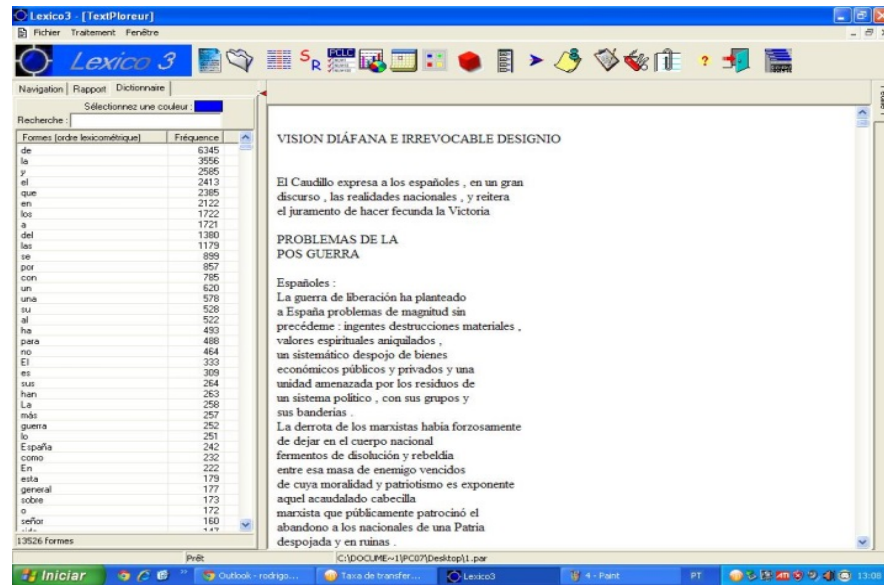 Lexico3 - [TextPloreur]
Fichier Traitement Fenêtre
Lexico 3
Navigation Rapport Dictionnaire
Sélectionnez une couleur :
Recherche :
Formes (ordre lexicométrique) Fréquence
de 6345
la 3556
y 2585
el 2413
que 2385
en 2122
los 1722
a 1721
del 1380
las 1179
se 899
por 857
con 785
un 620
una 578
su 528
al 522
ha 493
para 488
no 464
El 333
es 309
sus 264
han 263
La 258
más 257
guerra 252
lo 251
España 242
como 232
En 222
esta 179
general 177
sobre 173
o 172
señor 160
13526 formes
VISION DIÁFANA E IRREVOCABLE DESIGNIO
El Caudillo expresa a los españoles , en un gran
discurso , las realidades nacionales , y reitera
el juramento de hacer fecunda la Victoria
PROBLEMAS DE LA
POS GUERRA
Españoles :
La guerra de liberación ha planteado
a España problemas de magnitud sin
precédeme : ingentes destrucciones materiales ,
valores espirituales aniquilados ,
un sistemático despojo de bienes
económicos públicos y privados y una
unidad amenazada por los residuos de
un sistema politico , con sus grupos y
sus banderias .
La derrota de los marxistas habia forzosamente
de dejar en el cuerpo nacional
fermentos de disolución y rebeldia
entre esa masa de enemigo vencidos
de cuya moralidad y patriotismo es exponente
aquel acaudalado cabecilla
marxista que públicamente patrocinó el
abandono a los nacionales de una Patria
despojada y en ruinas .
Prêt C:\DOCUME~1\PC07\Desktop\1.par
Iniciar Outlook - rodrigo... Taxa de transfer... Lexico3 4 - Paint PT 13:08